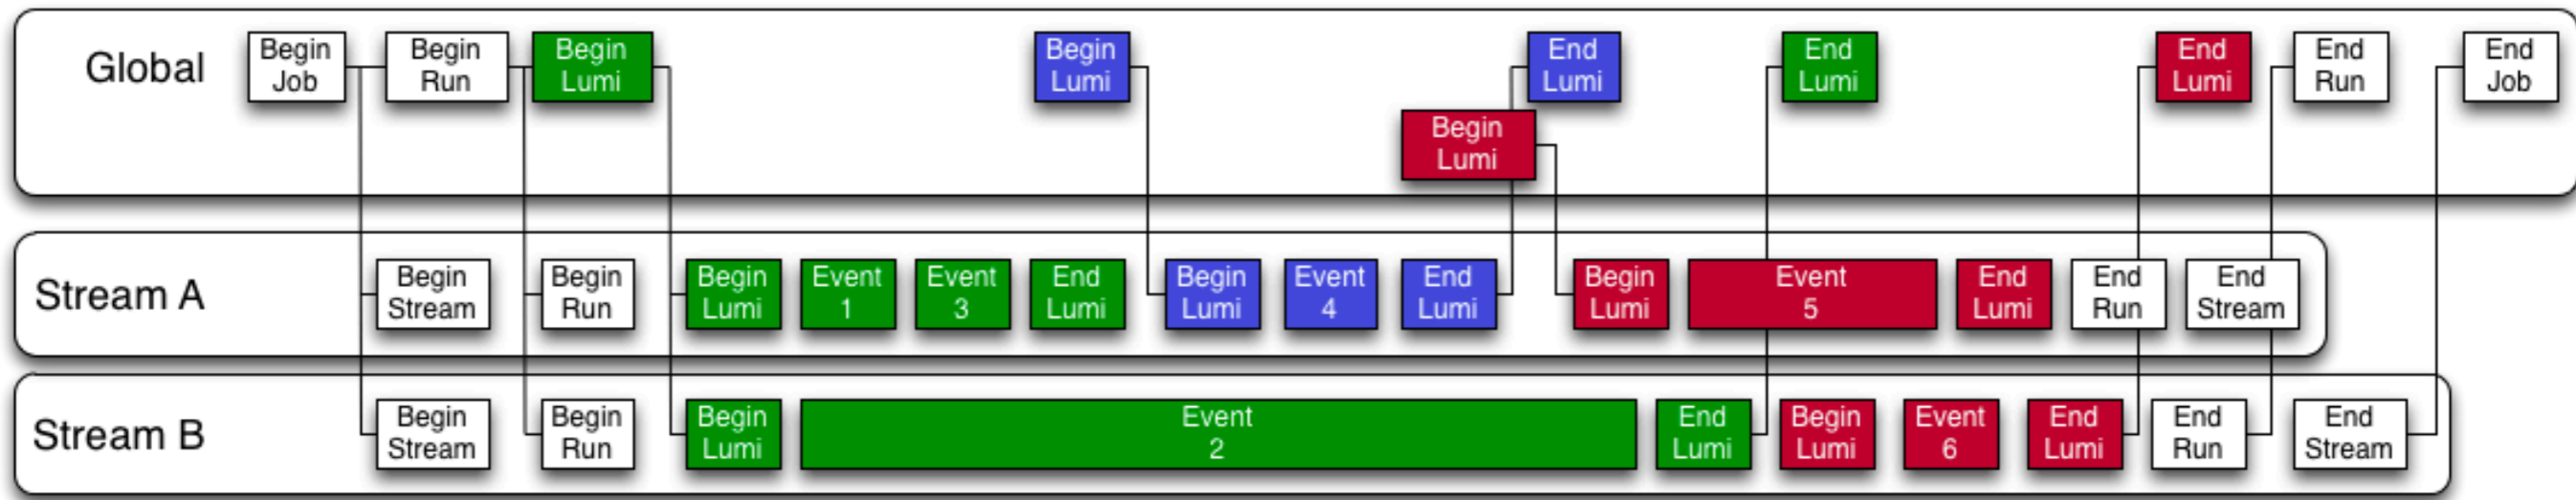 Global
Begin
Job
Begin
Run
Begin
Lumi
Begin
Lumi
Begin
Lumi
End
Lumi
End
Lumi
End
Lumi
End
Run
End
Job
Stream A
Begin
Stream
Begin
Run
Begin
Lumi
Event
1
Event
3
End
Lumi
Begin
Lumi
Event
4
End
Lumi
Begin
Lumi
Event
5
End
Lumi
End
Run
End
Stream
Stream B
Begin
Stream
Begin
Run
Begin
Lumi
Event
2
End
Lumi
Begin
Lumi
Event
6
End
Lumi
End
Run
End
Stream